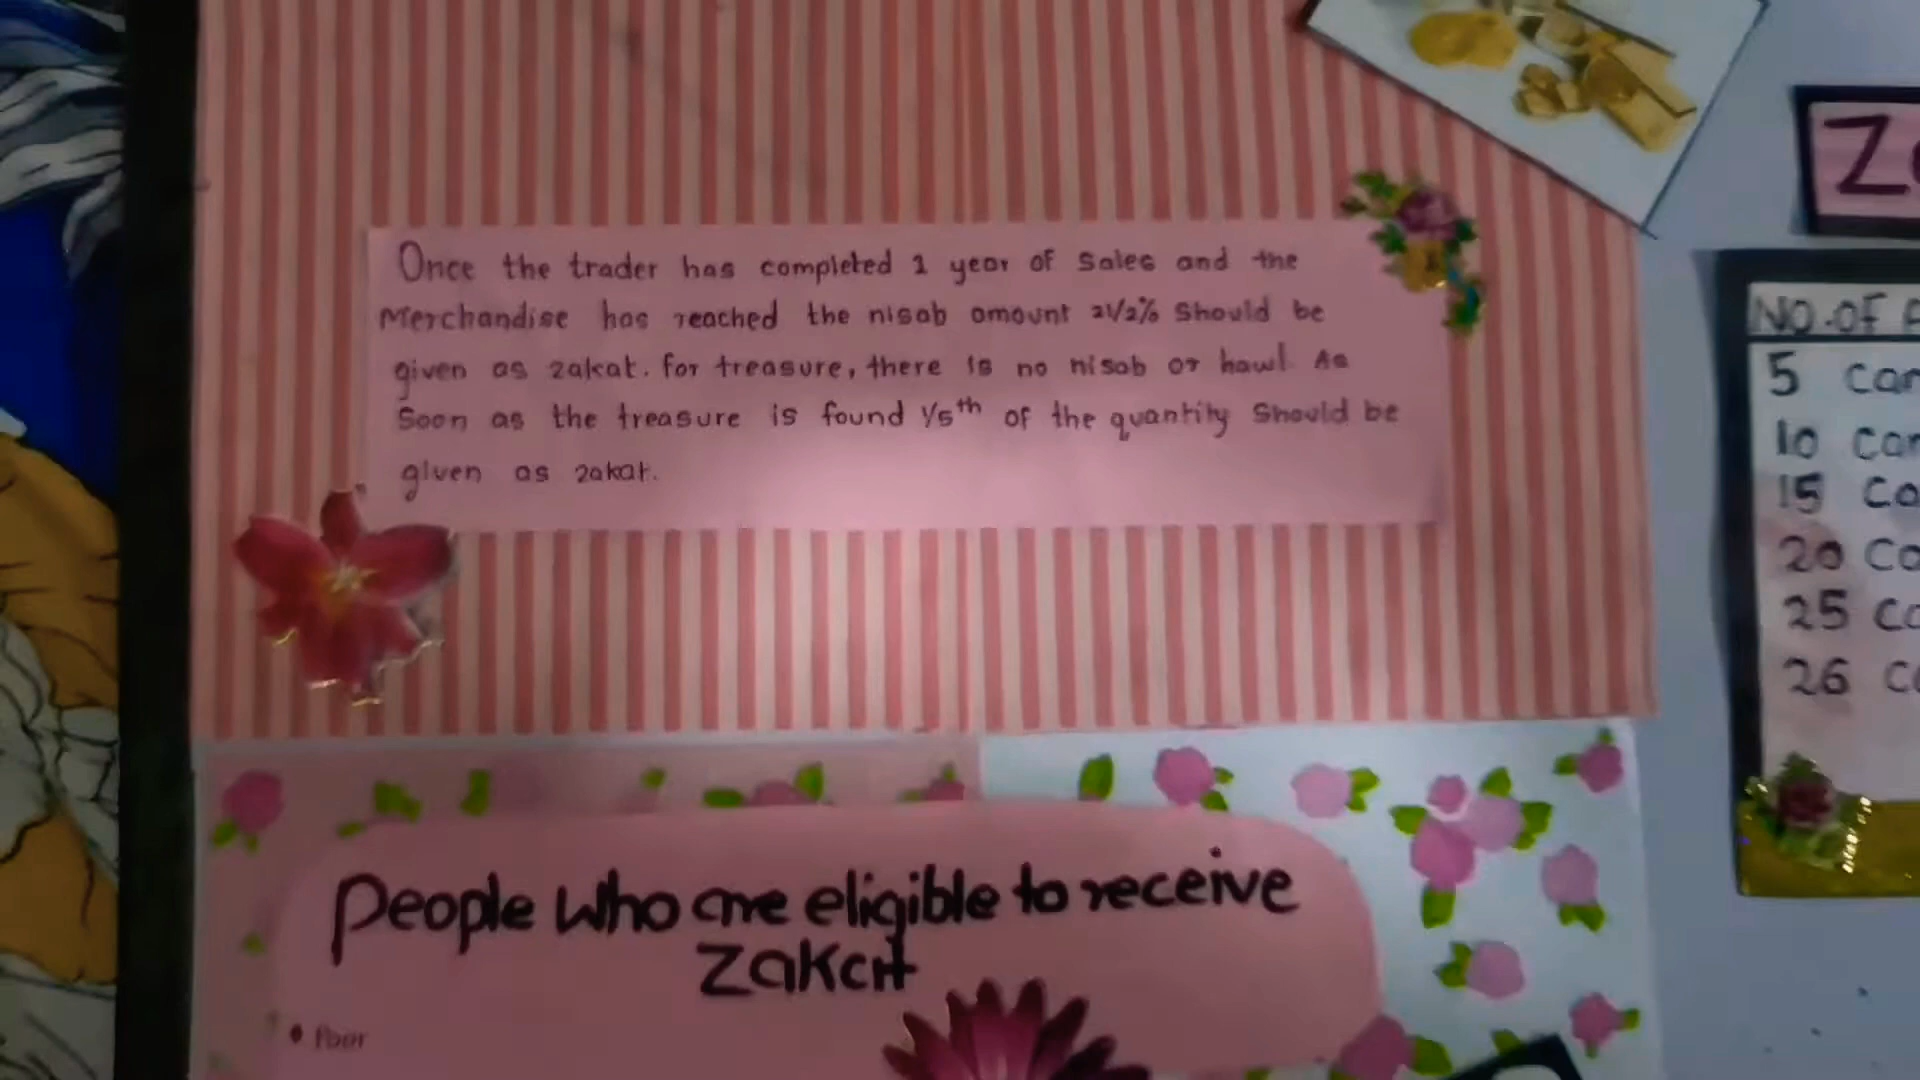 Once the trader has completed 1 year of sales and the
Merchandise has reached the nisab amount 2 1/2% should be
given as zakat. For treasure, there is no nisab or hawl. As
Soon as the treasure is found 1/5th of the quantity should be
given as zakat.
People who are eligible to receive
zakat
• Poor
NO.OF
5
10
15
20
25
26